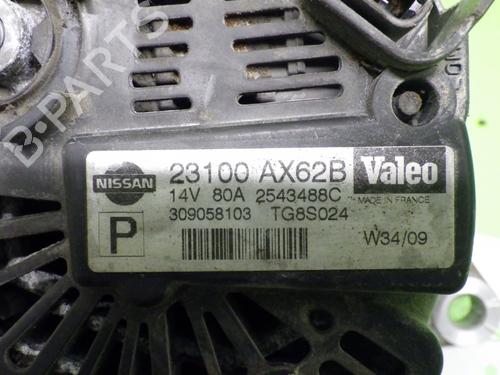 B-PARTS
NISSAN 23100 AX62B Valeo
14V 80A 2543488C MADE IN FRANCE
309058103 TG8S024
P W34/09